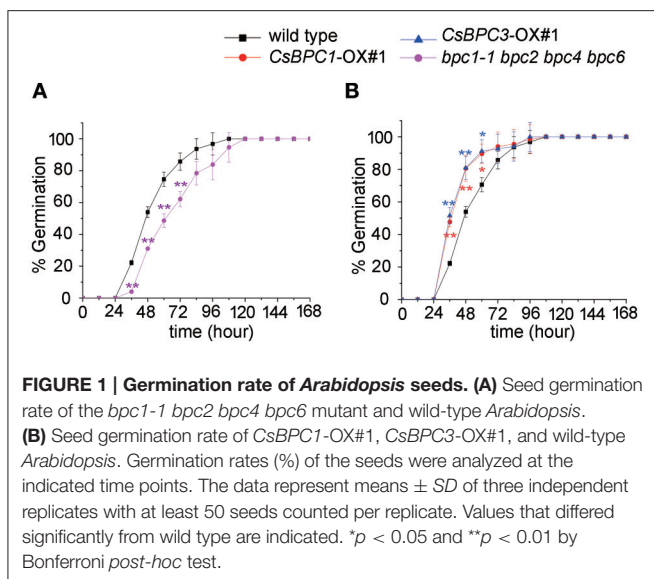 wild type
CsBPC3-OX#1
CsBPC1-OX#1
bpc1-1 bpc2 bpc4 bpc6
A
B
% Germination
100
80
60
40
20
0
**
**
**
**
0 24 48 72 96 120 144 168
time (hour)
% Germination
100
80
60
40
20
0
*
**
*
**
**
**
0 24 48 72 96 120 144 168
time (hour)
FIGURE 1 | Germination rate of Arabidopsis seeds. (A) Seed germination
rate of the bpc1-1 bpc2 bpc4 bpc6 mutant and wild-type Arabidopsis.
(B) Seed germination rate of CsBPC1-OX#1, CsBPC3-OX#1, and wild-type
Arabidopsis. Germination rates (%) of the seeds were analyzed at the
indicated time points. The data represent means ± SD of three independent
replicates with at least 50 seeds counted per replicate. Values that differed
significantly from wild type are indicated. *p < 0.05 and **p < 0.01 by
Bonferroni post-hoc test.